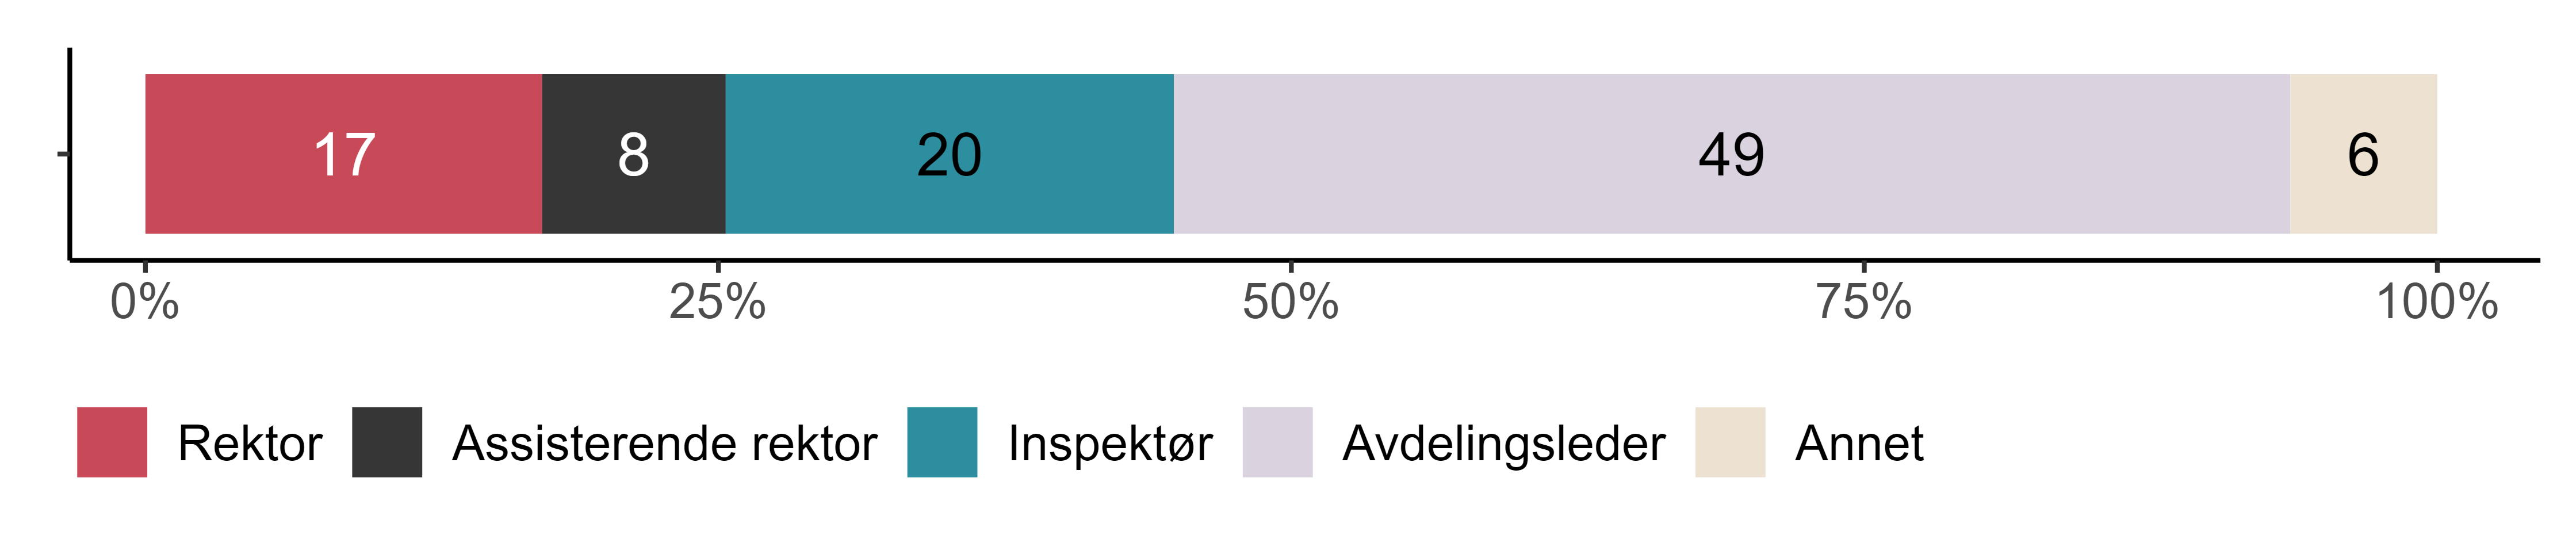 17 8 20 49 6
0% 25% 50% 75% 100%
Rektor Assisterende rektor Inspektør Avdelingsleder Annet